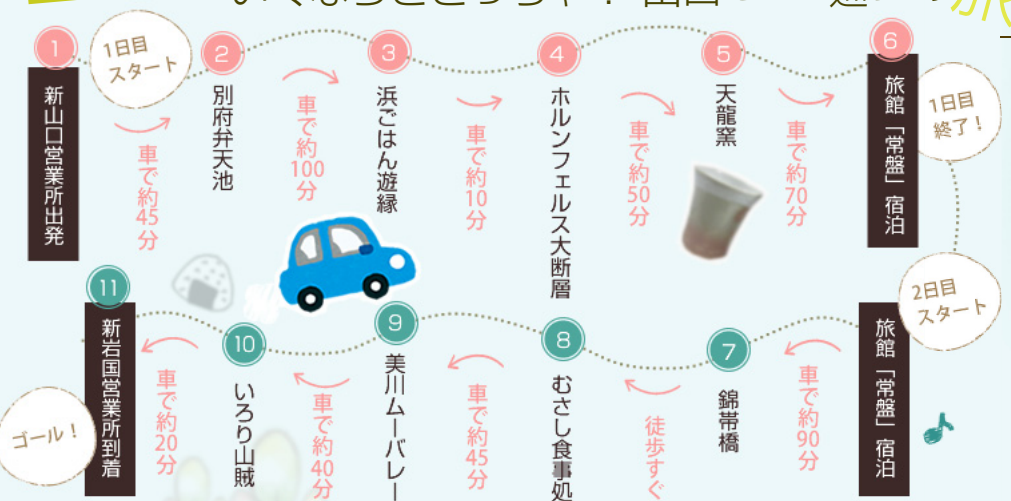 1
1日目
スタート
新山口営業所出発
車で約45分
2
別府弁天池
車で約100分
3
浜ごはん遊縁
車で約10分
4
ホルンフェルス大断層
車で約50分
5
天龍窯
車で約70分
6
旅館「常盤」宿泊
1日目
終了!
2日目
スタート
旅館「常盤」宿泊
車で約90分
7
錦帯橋
徒歩すぐ
8
むさし食事処
車で約45分
9
美川ムーバレー
車で約40分
10
いろり山賊
車で約20分
11
新岩国営業所到着
ゴール!